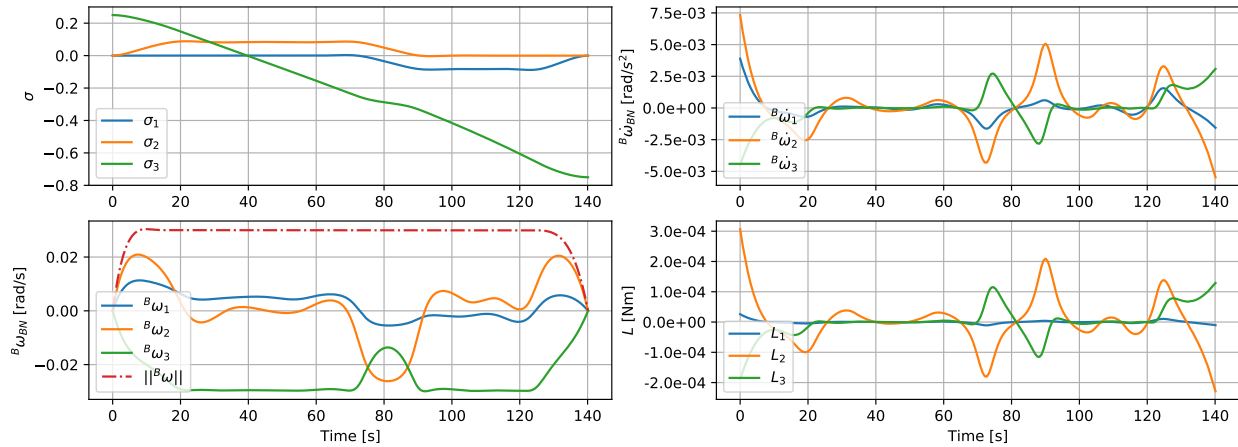 0.2
0.0
−0.2
−0.4
−0.6
−0.8
σ
σ₁
σ₂
σ₃
0 20 40 60 80 100 120 140
7.5e-03
5.0e-03
2.5e-03
0.0e+00
−2.5e-03
−5.0e-03
ᴮω̇_BN [rad/s²]
ᴮω̇₁
ᴮω̇₂
ᴮω̇₃
0 20 40 60 80 100 120 140
0.02
0.00
−0.02
ᴮω_BN [rad/s]
ᴮω₁
ᴮω₂
ᴮω₃
||ᴮω||
0 20 40 60 80 100 120 140
Time [s]
3.0e-04
2.0e-04
1.0e-04
0.0e+00
−1.0e-04
−2.0e-04
L [Nm]
L₁
L₂
L₃
0 20 40 60 80 100 120 140
Time [s]